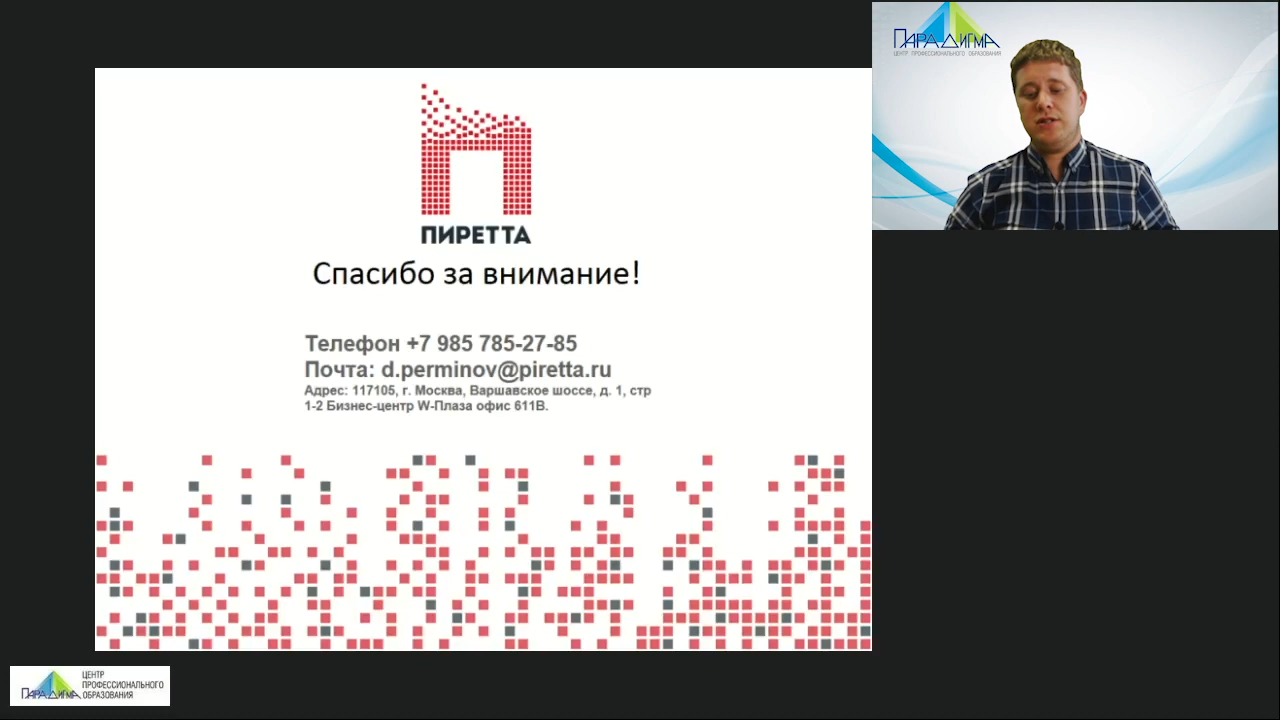 ПИРЕТТА
Спасибо за внимание!
Телефон +7 985 785-27-85
Почта: d.perminov@piretta.ru
Адрес: 117105, г. Москва, Варшавское шоссе, д. 1, стр
1-2 Бизнес-центр W-Плаза офис 611В.
ПАРАДИГМА
ЦЕНТР ПРОФЕССИОНАЛЬНОГО ОБРАЗОВАНИЯ
ПАРАДИГМА
ЦЕНТР
ПРОФЕССИОНАЛЬНОГО
ОБРАЗОВАНИЯ